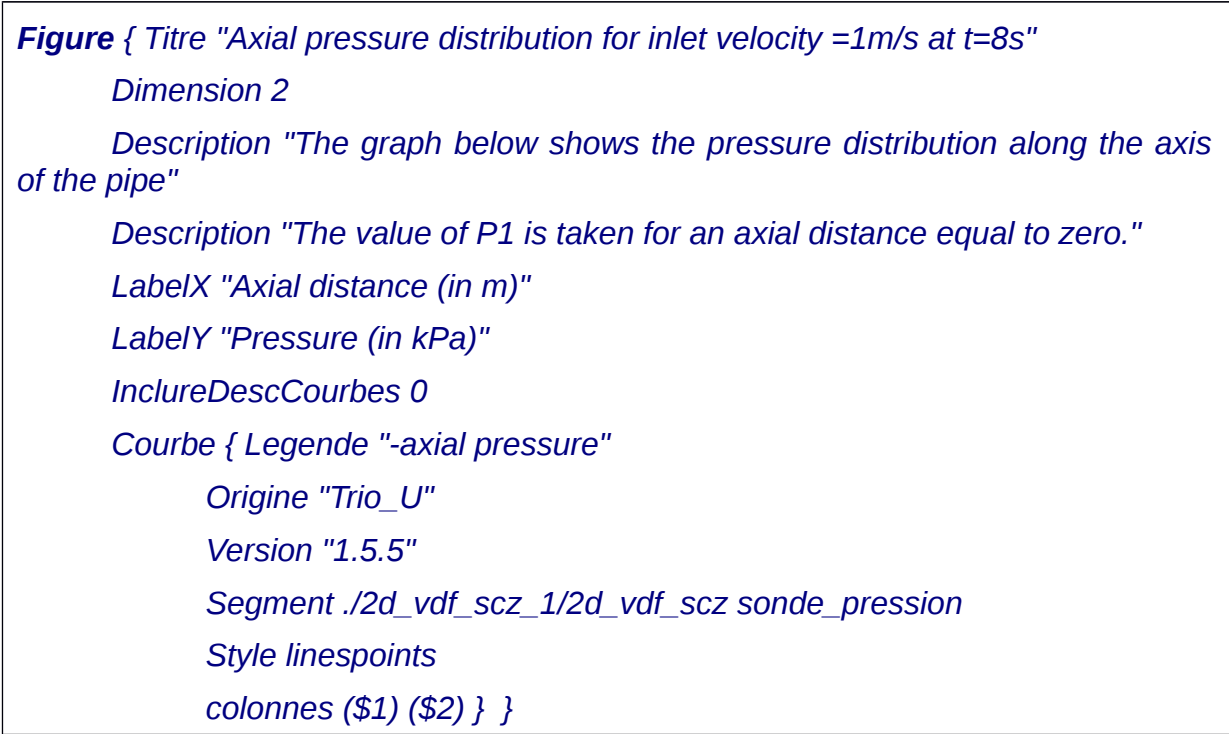 Figure { Titre "Axial pressure distribution for inlet velocity =1m/s at t=8s"
Dimension 2
Description "The graph below shows the pressure distribution along the axis
of the pipe"
Description "The value of P1 is taken for an axial distance equal to zero."
LabelX "Axial distance (in m)"
LabelY "Pressure (in kPa)"
InclureDescCourbes 0
Courbe { Legende "-axial pressure"
Origine "Trio_U"
Version "1.5.5"
Segment ./2d_vdf_scz_1/2d_vdf_scz sonde_pression
Style linespoints
colonnes ($1) ($2) } }